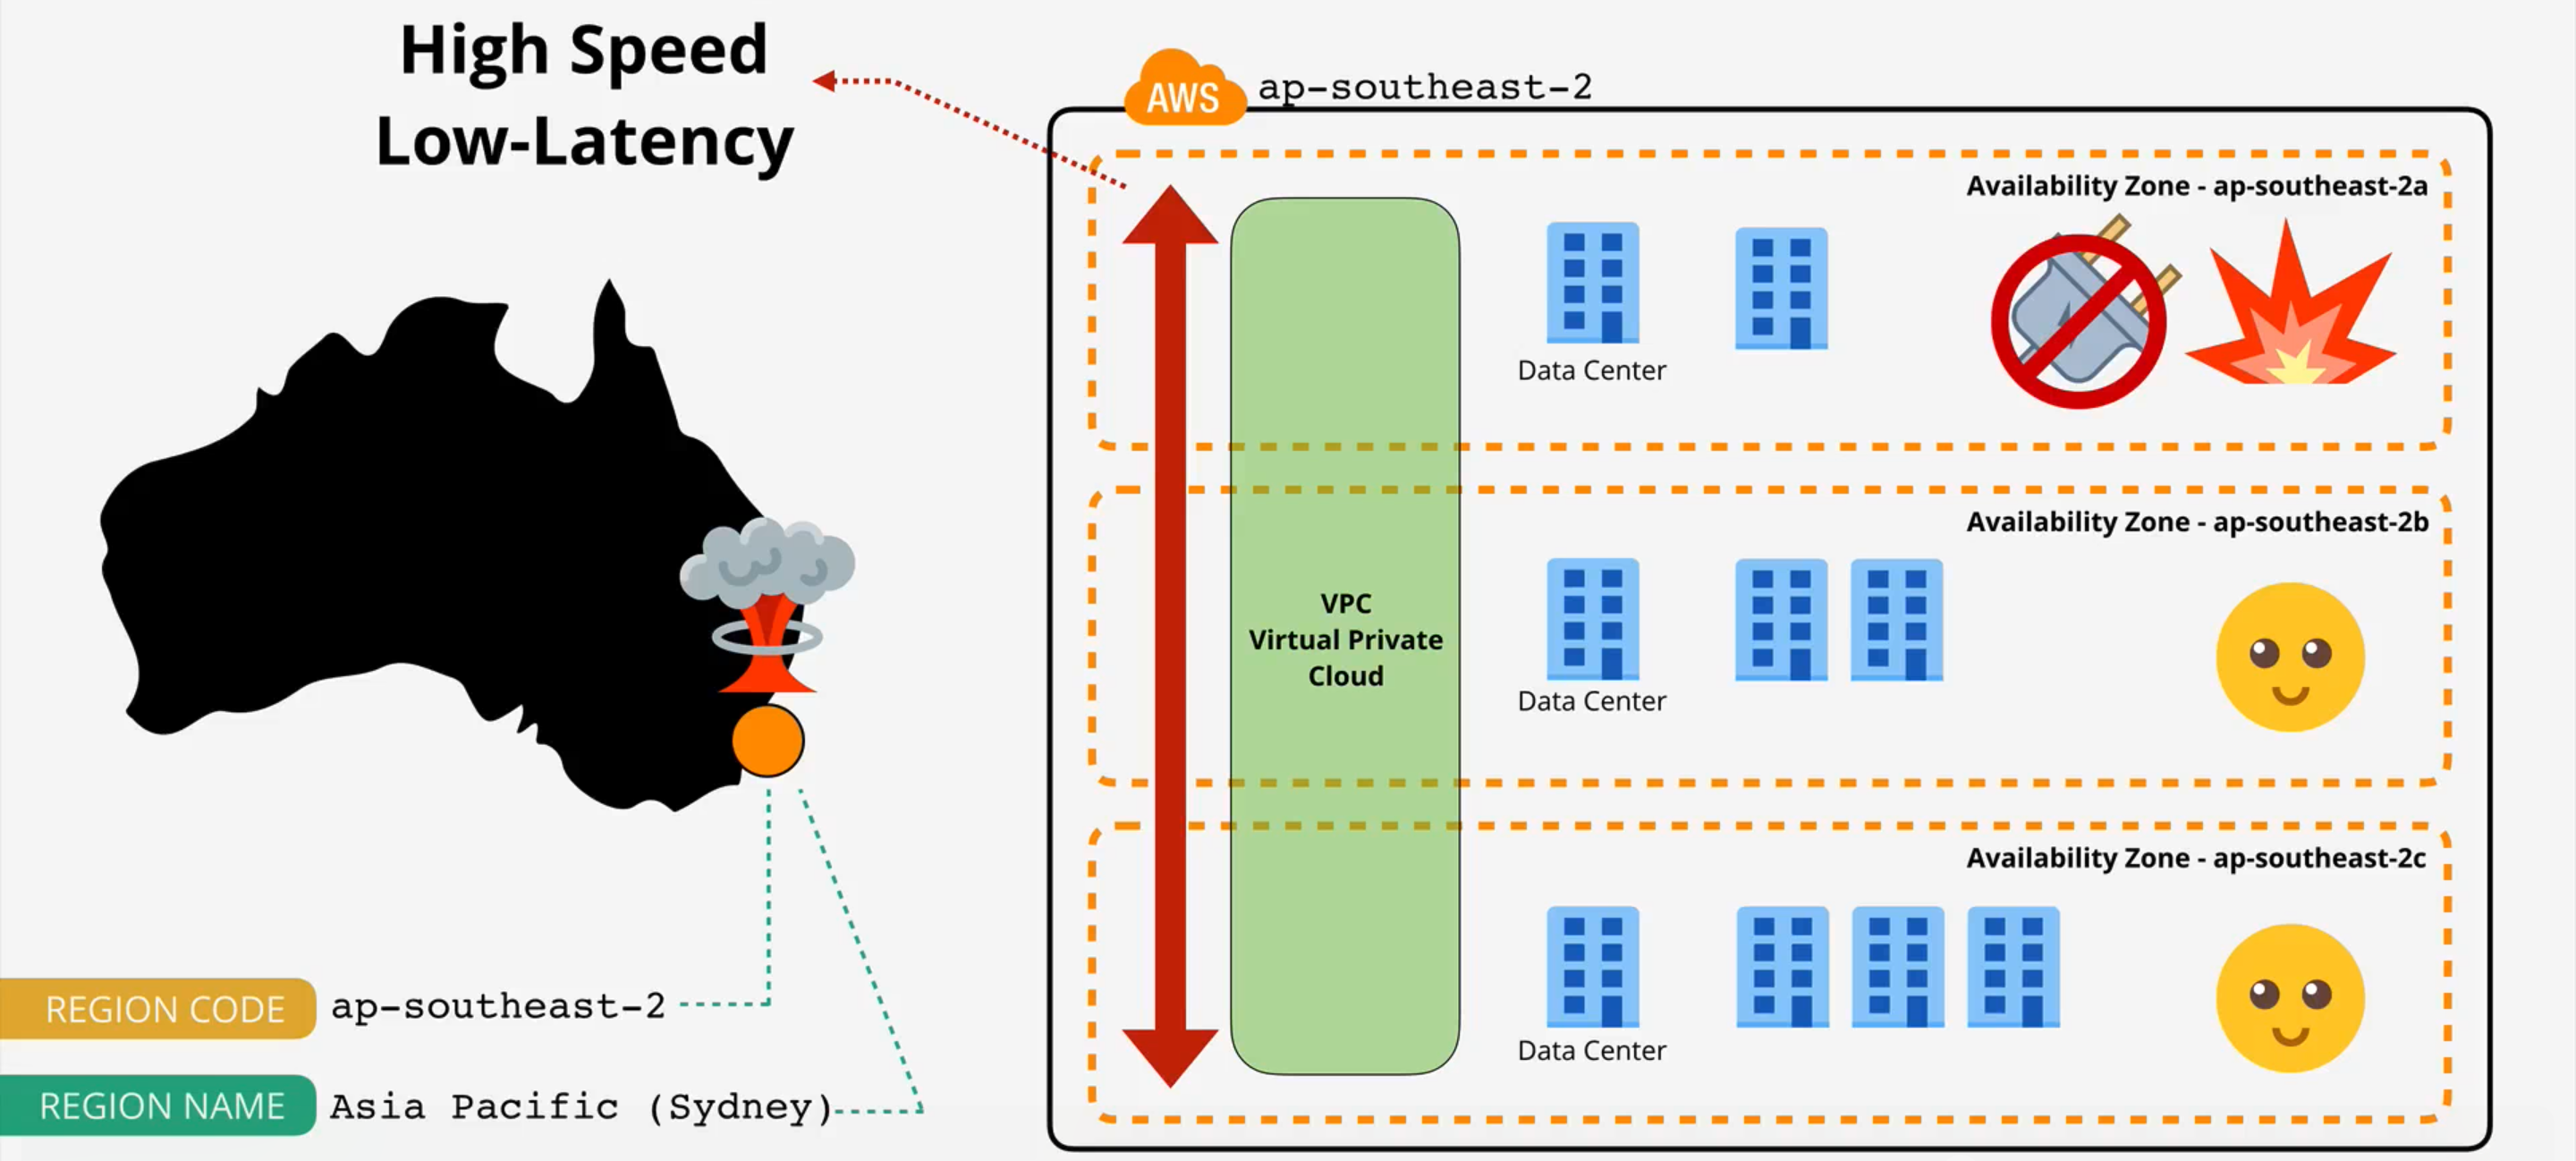 High Speed
Low-Latency
AWS
ap-southeast-2
Availability Zone - ap-southeast-2a
Data Center
Availability Zone - ap-southeast-2b
VPC
Virtual Private
Cloud
Data Center
Availability Zone - ap-southeast-2c
Data Center
REGION CODE ap-southeast-2
REGION NAME Asia Pacific (Sydney)